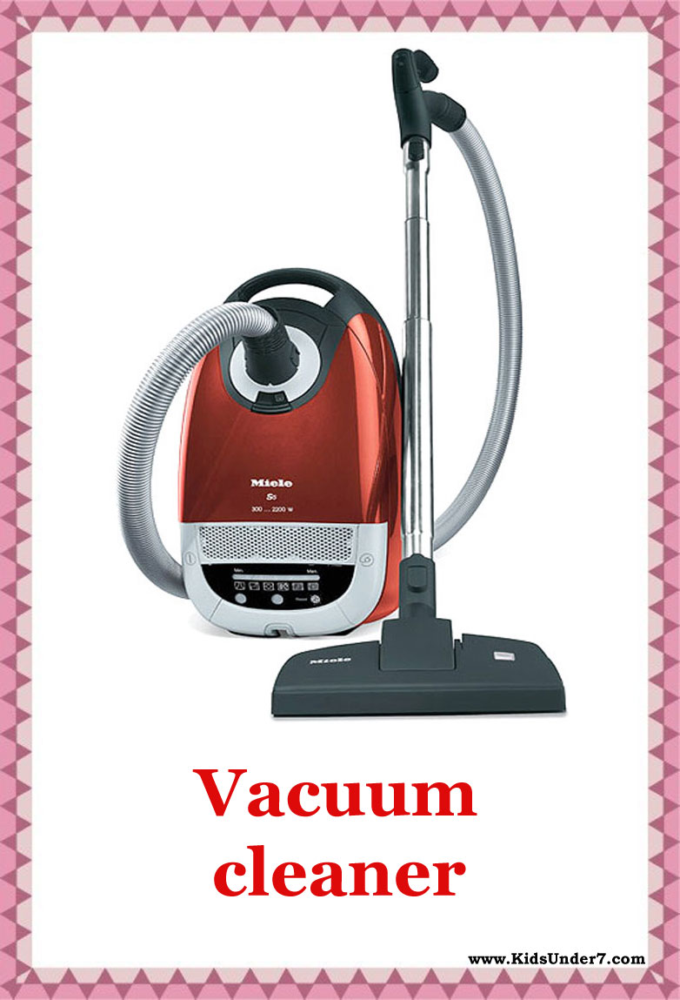 Miele
S5
300 .... 2200 W
Min. Max.
Miele
Vacuum
cleaner
www.KidsUnder7.com